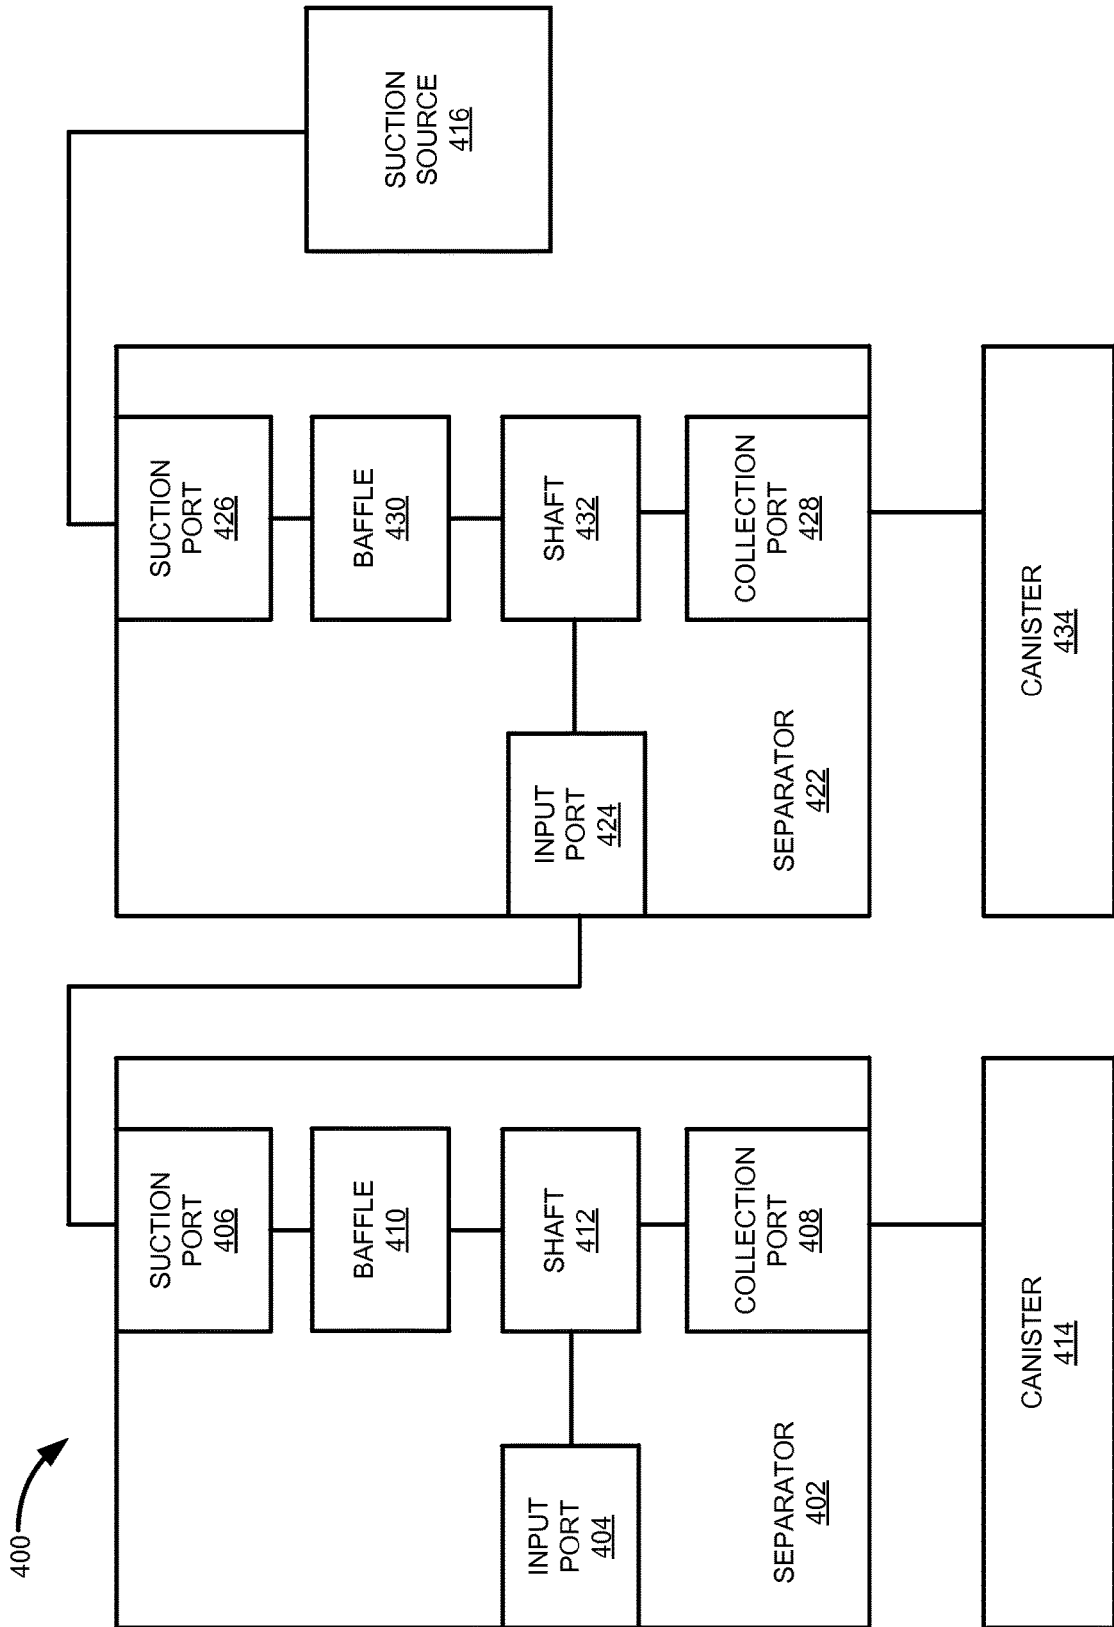 400
INPUT
PORT
404
SEPARATOR
402
SUCTION
PORT
406
BAFFLE
410
SHAFT
412
COLLECTION
PORT
408
CANISTER
414
INPUT
PORT
424
SEPARATOR
422
SUCTION
PORT
426
BAFFLE
430
SHAFT
432
COLLECTION
PORT
428
CANISTER
434
SUCTION
SOURCE
416